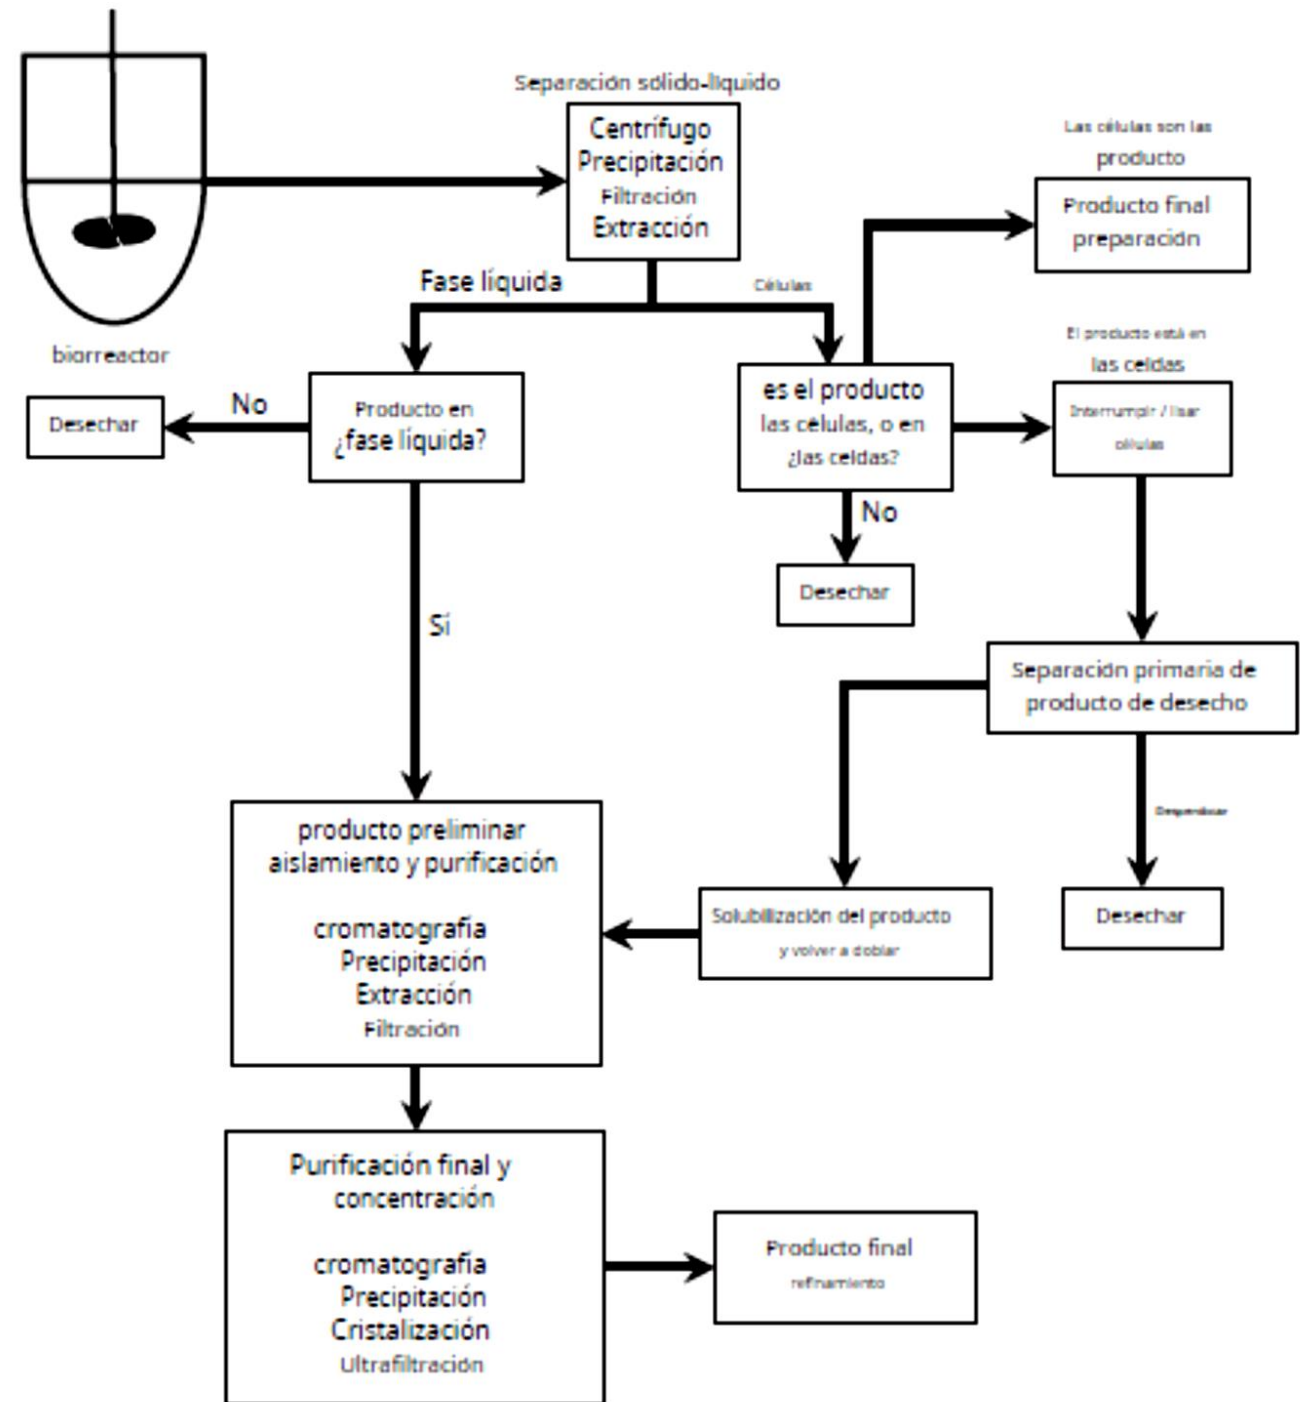 Separación sólido-líquido
Centrífugo
Precipitación
Filtración
Extracción
Las células son las
producto
Producto final
preparación
Fase líquida
Células
biorreactor
El producto está en
las celdas
Desechar
No
Producto en
¿fase líquida?
es el producto
las células, o en
¿las celdas?
Interrumpir / lisar
células
No
Desechar
Sí
Separación primaria de
producto de desecho
Desperdiciar
producto preliminar
aislamiento y purificación
cromatografía
Precipitación
Extracción
Filtración
Solubilización del producto
y volver a doblar
Desechar
Purificación final y
concentración
cromatografía
Precipitación
Cristalización
Ultrafiltración
Producto final
refinamiento